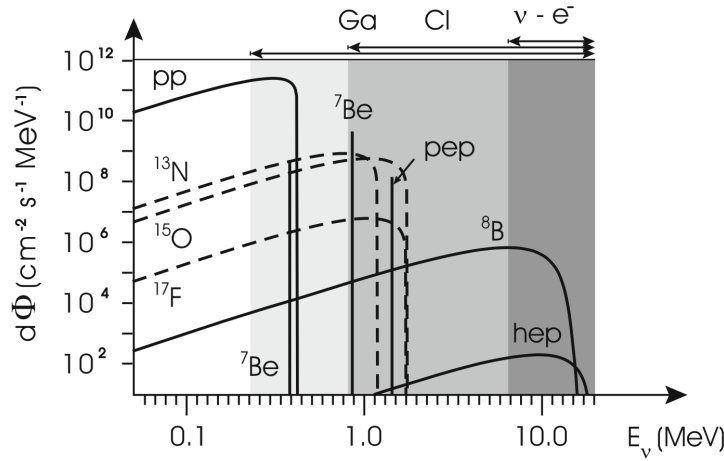 Ga Cl ν - e⁻
10¹²
pp
⁷Be
10¹⁰
pep
¹³N
10⁸
¹⁵O
⁸B
10⁶
¹⁷F
10⁴
hep
10²
⁷Be
dΦ (cm⁻² s⁻¹ MeV⁻¹)
0.1 1.0 10.0 Eᵥ (MeV)